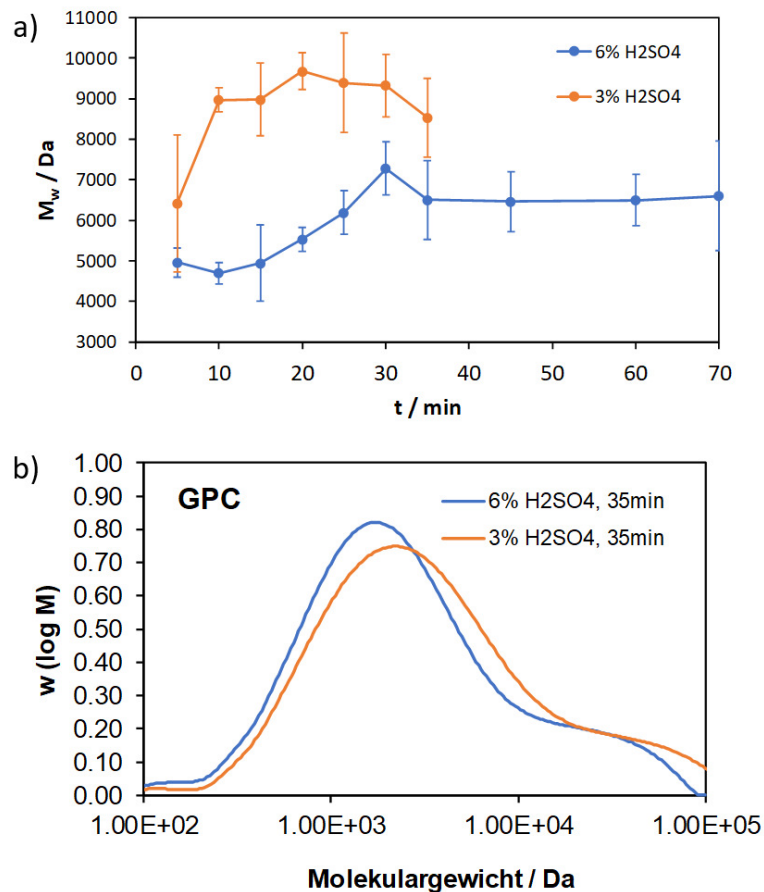 a)
11000
10000
9000
8000
7000
6000
5000
4000
3000
Mw / Da
6% H2SO4
3% H2SO4
0 10 20 30 40 50 60 70
t / min
b)
1.00
0.90
0.80
0.70
0.60
0.50
0.40
0.30
0.20
0.10
0.00
w (log M)
GPC
6% H2SO4, 35min
3% H2SO4, 35min
1.00E+02 1.00E+03 1.00E+04 1.00E+05
Molekulargewicht / Da